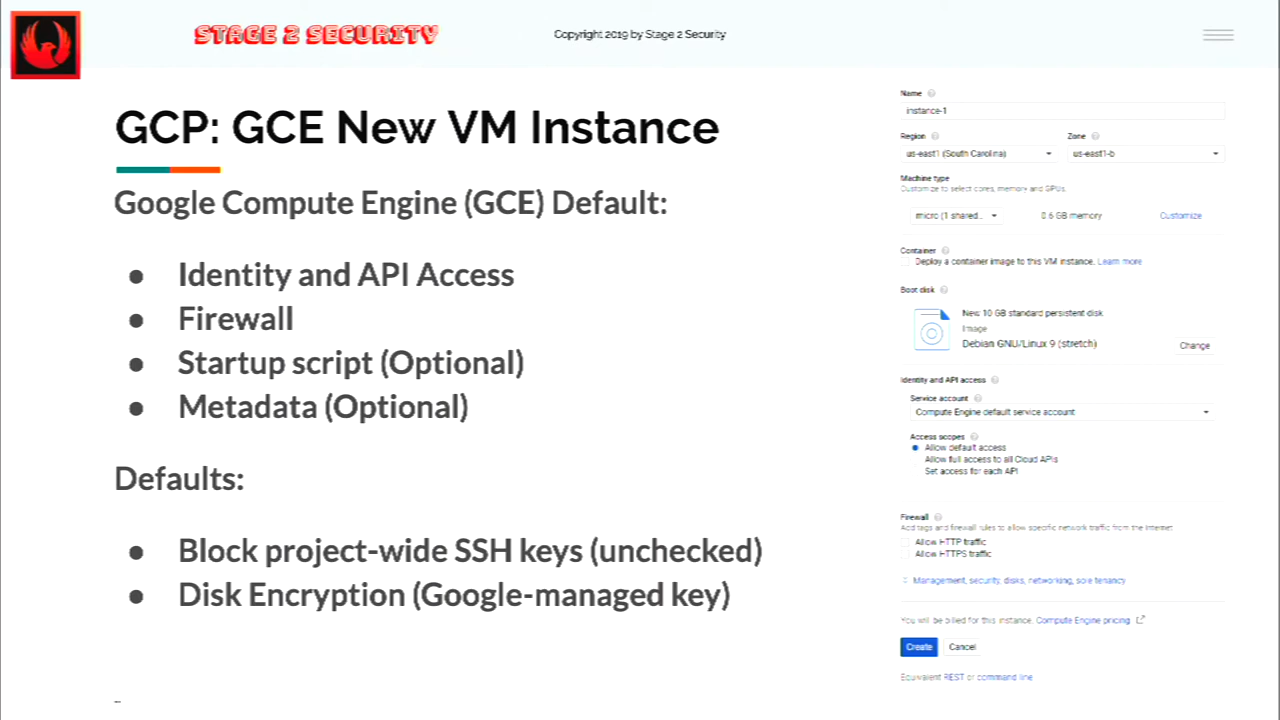 STAGE 2 SECURITY
Copyright 2019 by Stage 2 Security
GCP: GCE New VM Instance
Google Compute Engine (GCE) Default:
● Identity and API Access
● Firewall
● Startup script (Optional)
● Metadata (Optional)
Defaults:
● Block project-wide SSH keys (unchecked)
● Disk Encryption (Google-managed key)
Name
instance-1
Region Zone
us-east1 (South Carolina) us-east1-b
Machine type
Customize to select cores, memory and GPUs.
micro (1 shared... 0.6 GB memory Customize
Container
Deploy a container image to this VM instance. Learn more
Boot disk
New 10 GB standard persistent disk
Image
Debian GNU/Linux 9 (stretch)
Change
Identity and API access
Service account
Compute Engine default service account
Access scopes
Allow default access
Allow full access to all Cloud APIs
Set access for each API
Firewall
Add tags and firewall rules to allow specific network traffic from the Internet
Allow HTTP traffic
Allow HTTPS traffic
Management, security, disks, networking, sole tenancy
You will be billed for this instance. Compute Engine pricing
Create Cancel
Equivalent REST or command line